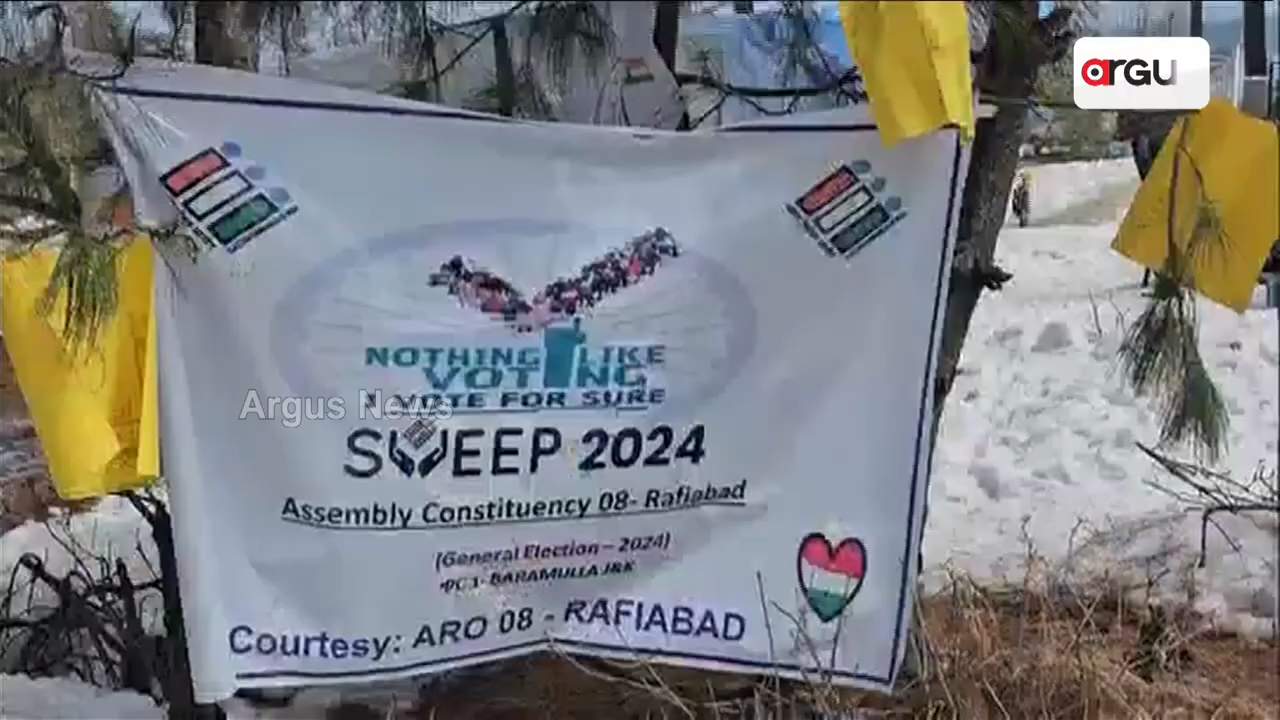 ARGU
NOTHING LIKE
VOTING
I VOTE FOR SURE
Argus News
SWEEP 2024
Assembly Constituency 08- Rafiabad
(General Election – 2024)
PC 1- BARAMULLA J&K
Courtesy: ARO 08 - RAFIABAD